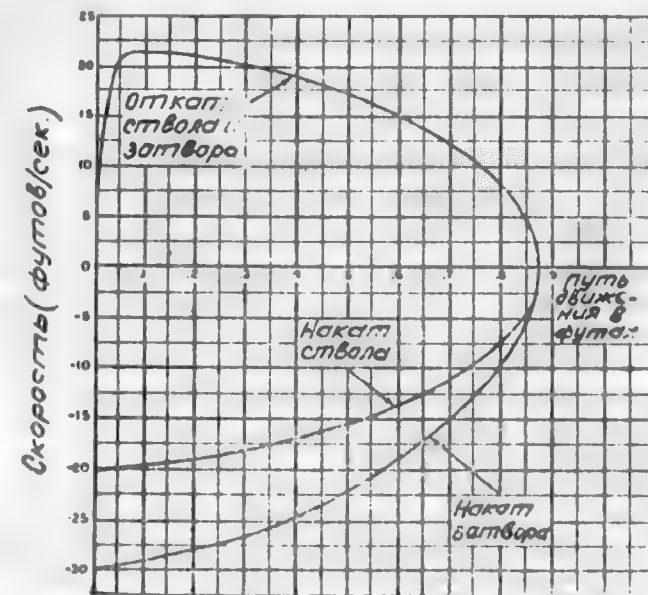 25
20
15
10
5
0
-5
-10
-15
-20
-25
-30
Скорость (футов/сек.)
Откат
ствола и
затвора
.1 .2 .3 .4 .5 .6 .7 .8 .9
путь
движе-
ния в
футах
Накат
ствола
Накат
затвора